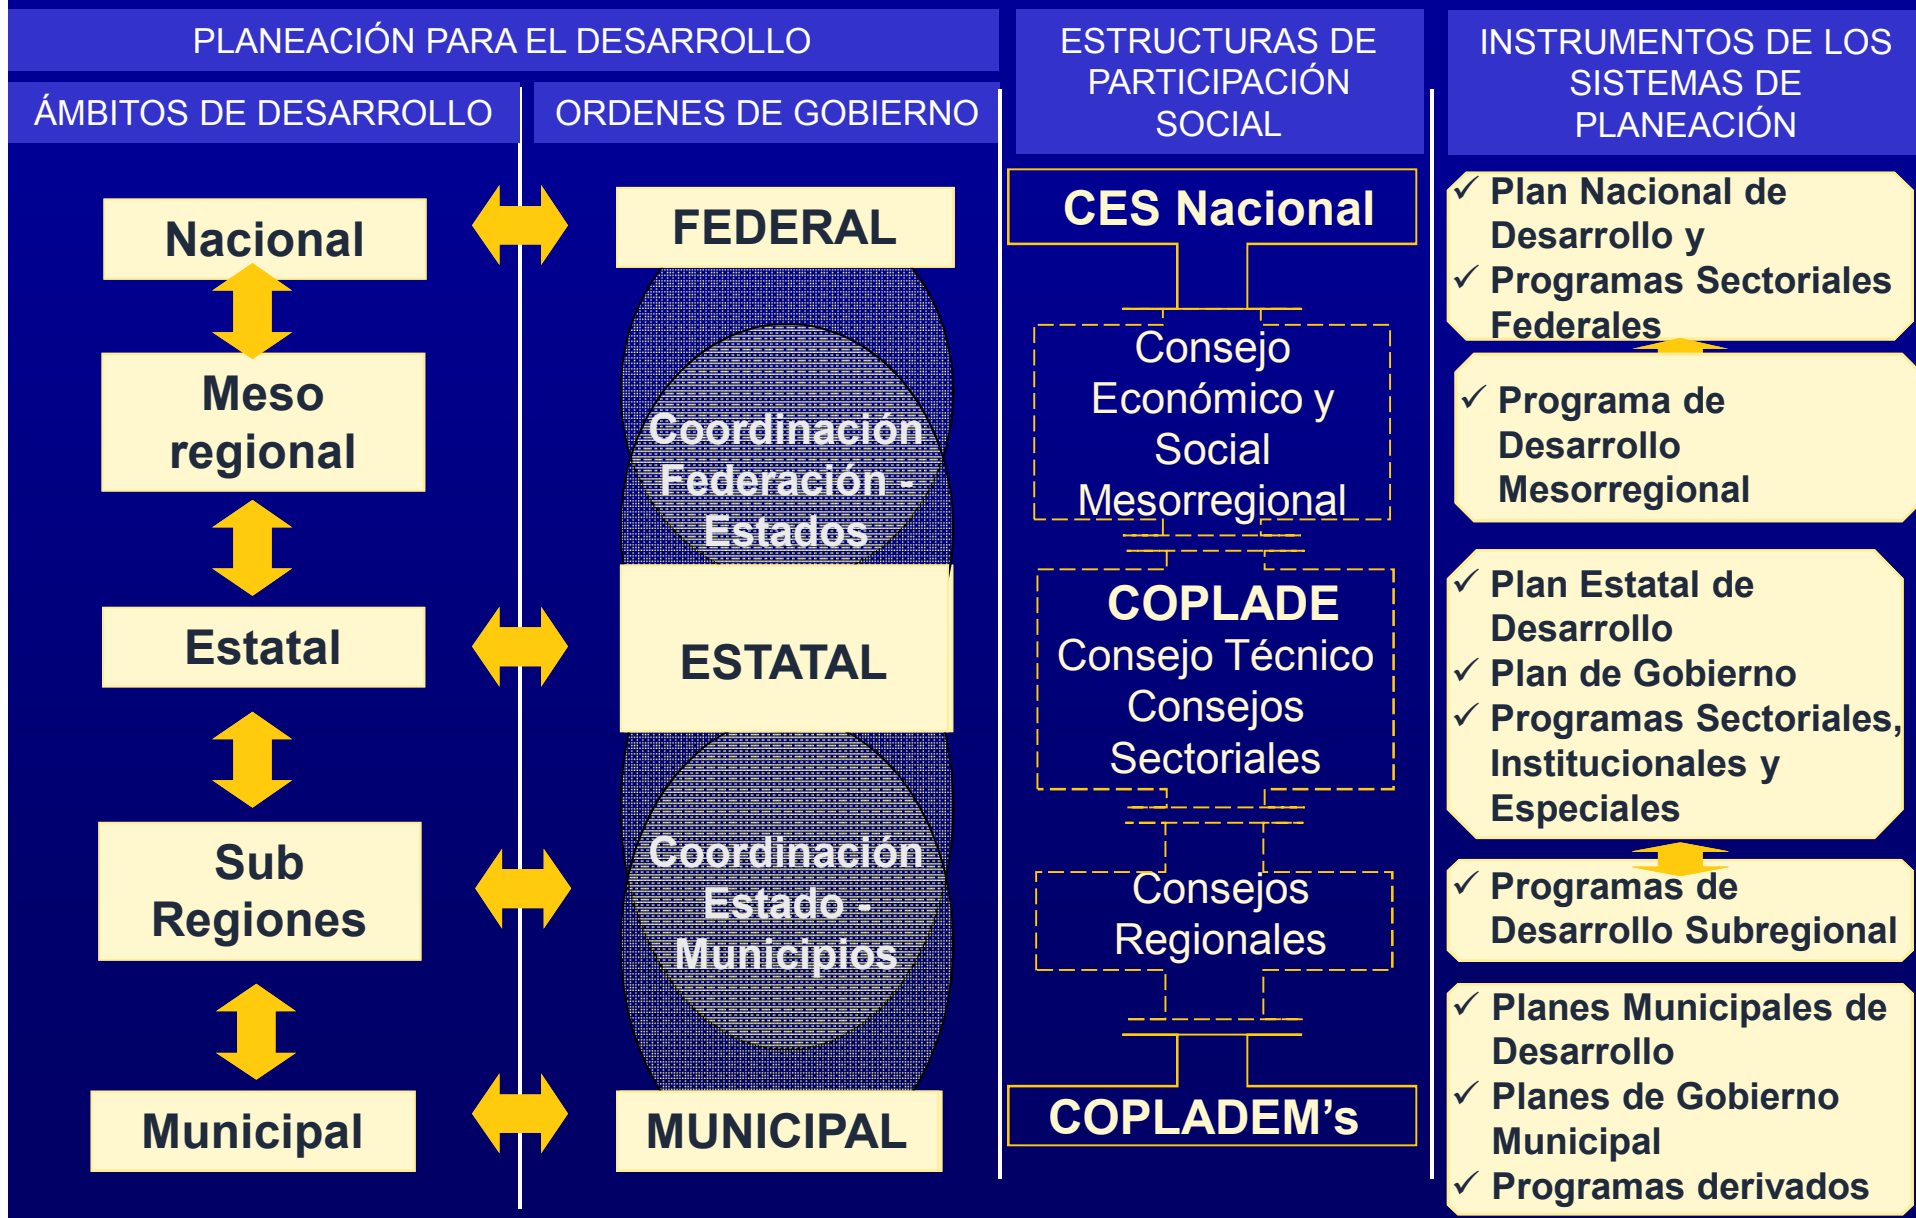 PLANEACIÓN PARA EL DESARROLLO
ÁMBITOS DE DESARROLLO
ORDENES DE GOBIERNO
ESTRUCTURAS DE
PARTICIPACIÓN
SOCIAL
INSTRUMENTOS DE LOS
SISTEMAS DE
PLANEACIÓN
Nacional
Meso
regional
Estatal
Sub
Regiones
Municipal
FEDERAL
Coordinación
Federación -
Estados
ESTATAL
Coordinación
Estado -
Municipios
MUNICIPAL
CES Nacional
Consejo
Económico y
Social
Mesorregional
COPLADE
Consejo Técnico
Consejos
Sectoriales
Consejos
Regionales
COPLADEM’s
✓ Plan Nacional de
Desarrollo y
✓ Programas Sectoriales
Federales
✓ Programa de
Desarrollo
Mesorregional
✓ Plan Estatal de
Desarrollo
✓ Plan de Gobierno
✓ Programas Sectoriales,
Institucionales y
Especiales
✓ Programas de
Desarrollo Subregional
✓ Planes Municipales de
Desarrollo
✓ Planes de Gobierno
Municipal
✓ Programas derivados